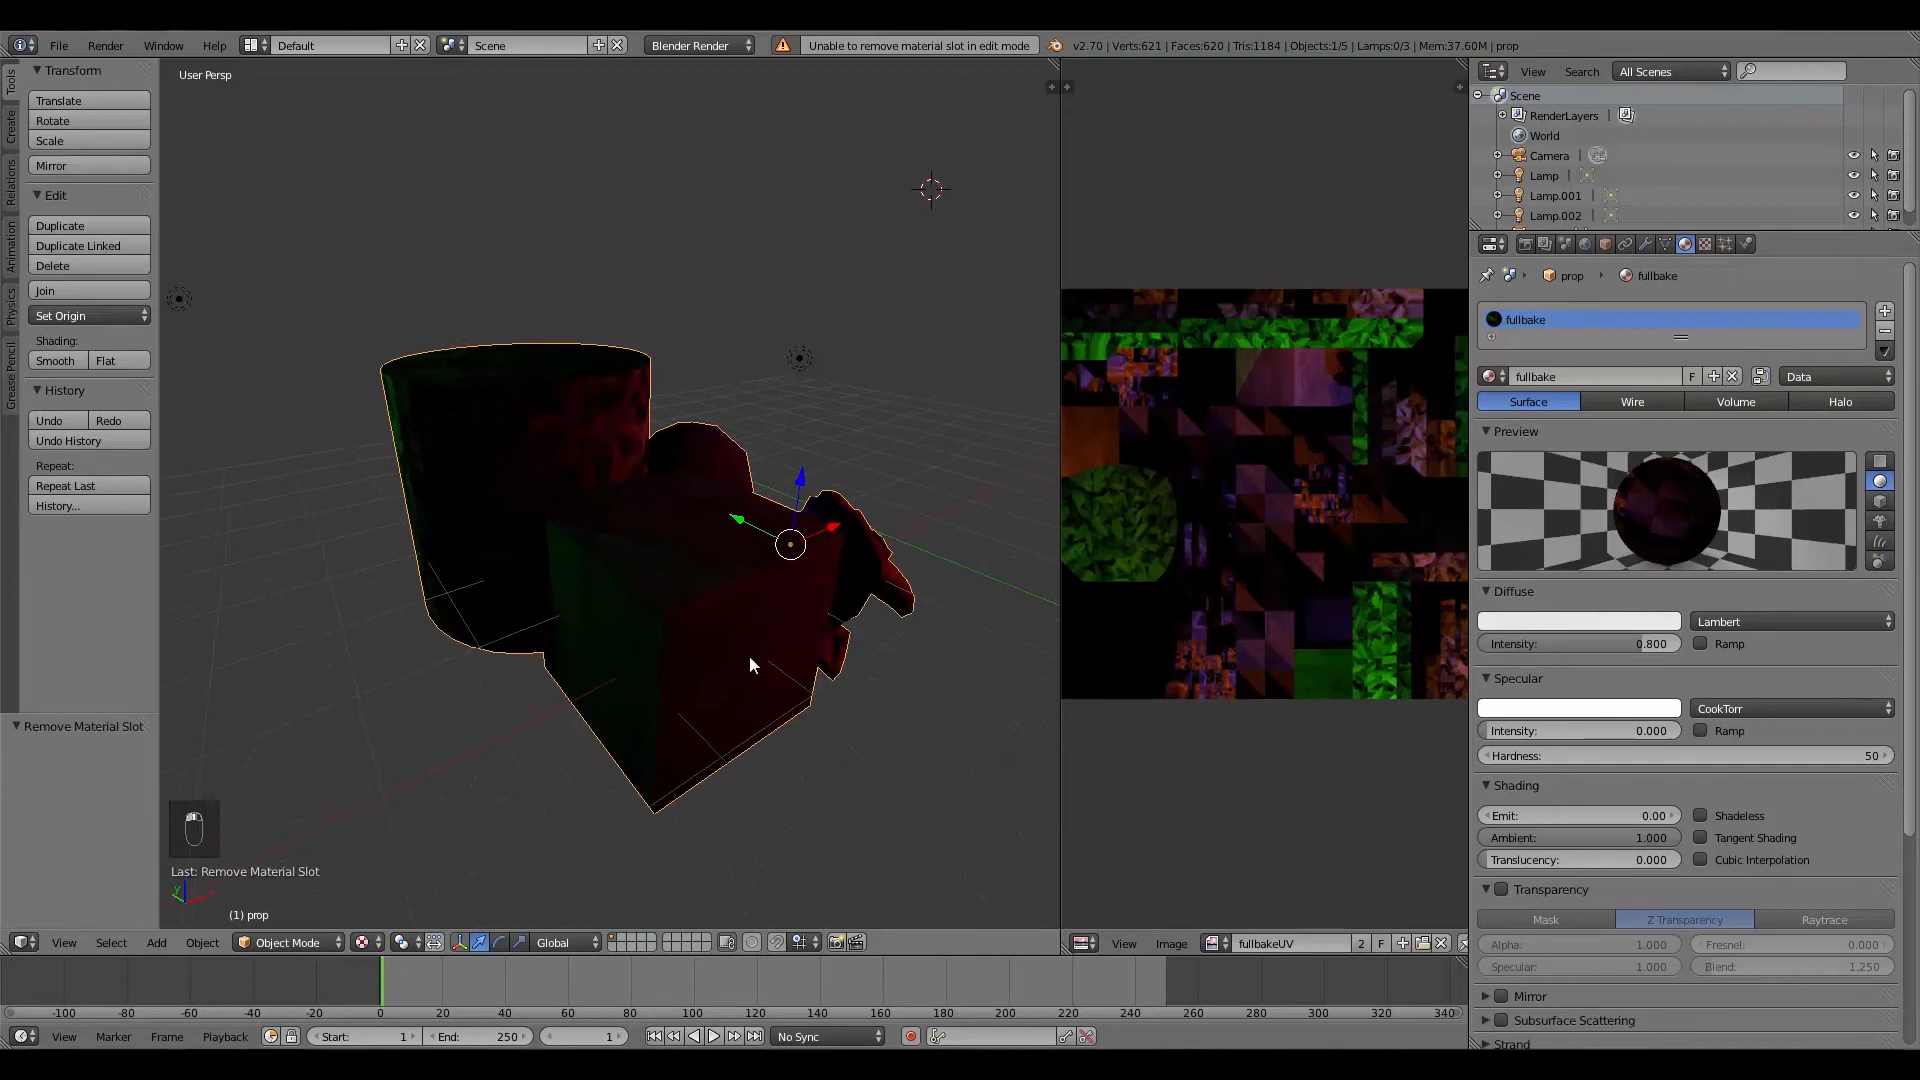 File Render Window Help Default Scene Blender Render Unable to remove material slot in edit mode v2.70 | Verts:621 | Faces:620 | Tris:1184 | Objects:1/5 | Lamps:0/3 | Mem:37.60M | prop
Tools
Create
Relations
Animation
Physics
Grease Pencil
Transform
Translate
Rotate
Scale
Mirror
Edit
Duplicate
Duplicate Linked
Delete
Join
Set Origin
Shading:
Smooth Flat
History
Undo Redo
Undo History
Repeat:
Repeat Last
History...
Remove Material Slot
User Persp
Last: Remove Material Slot
y
(1) prop
View Select Add Object Object Mode Global
View Image fullbakeUV 2 F
View Search All Scenes
Scene
RenderLayers |
World
Camera |
Lamp |
Lamp.001 |
Lamp.002 |
prop fullbake
fullbake
fullbake F Data
Surface Wire Volume Halo
Preview
Diffuse
Lambert
Intensity: 0.800 Ramp
Specular
CookTorr
Intensity: 0.000 Ramp
Hardness: 50
Shading
Emit: 0.00 Shadeless
Ambient: 1.000 Tangent Shading
Translucency: 0.000 Cubic Interpolation
Transparency
Mask Z Transparency Raytrace
Alpha: 1.000 Fresnel: 0.000
Specular: 1.000 Blend: 1.250
Mirror
Subsurface Scattering
Strand
-100 -80 -60 -40 -20 0 20 40 60 80 100 120 140 160 180 200 220 240 260 280 300 320 340
View Marker Frame Playback Start: 1 End: 250 1 No Sync